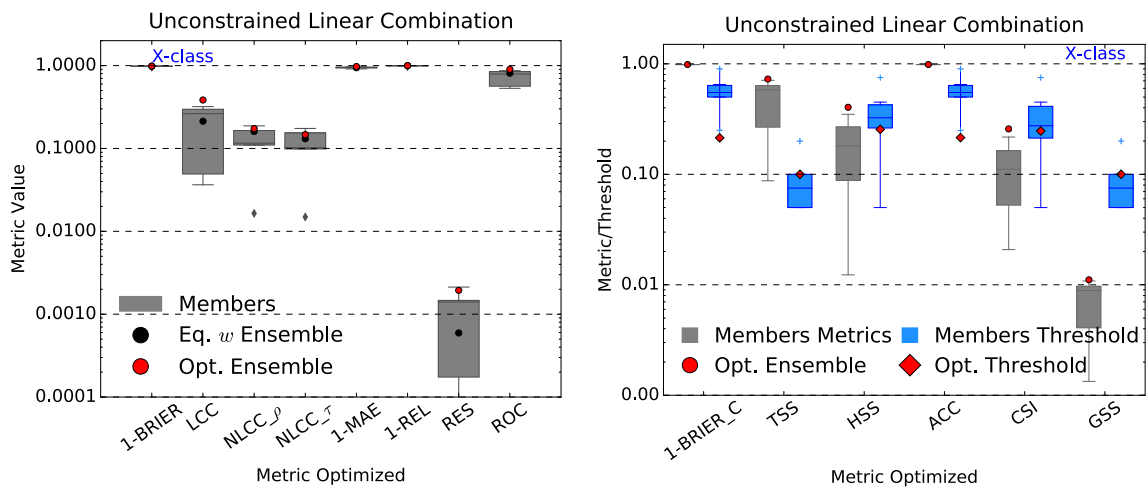 Unconstrained Linear Combination
X-class
Metric Value
1.0000
0.1000
0.0100
0.0010
0.0001
Members
Eq. w Ensemble
Opt. Ensemble
1-BRIER
LCC
NLCC_ρ
NLCC_τ
1-MAE
1-REL
RES
ROC
Metric Optimized
Unconstrained Linear Combination
X-class
Metric/Threshold
1.00
0.10
0.01
0.00
Members Metrics
Members Threshold
Opt. Ensemble
Opt. Threshold
1-BRIER_C
TSS
HSS
ACC
CSI
GSS
Metric Optimized